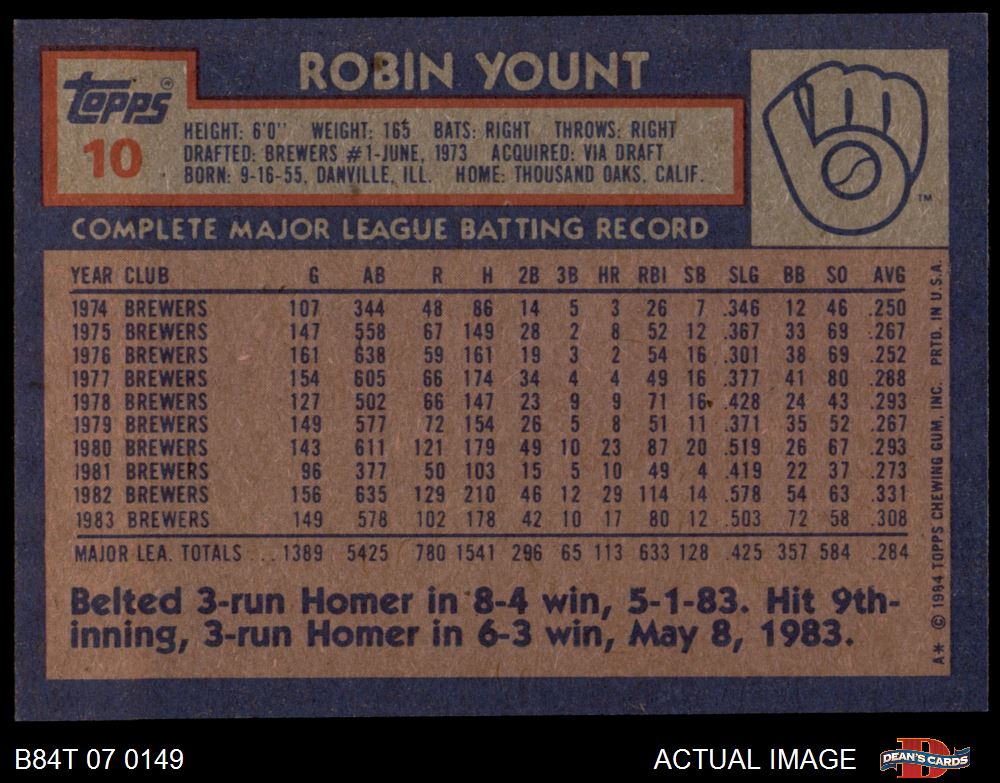 ROBIN YOUNT
topps®
10
HEIGHT: 6'0" WEIGHT: 165 BATS: RIGHT THROWS: RIGHT
DRAFTED: BREWERS #1-JUNE, 1973 ACQUIRED: VIA DRAFT
BORN: 9-16-55, DANVILLE, ILL. HOME: THOUSAND OAKS, CALIF.
TM
COMPLETE MAJOR LEAGUE BATTING RECORD
YEAR CLUB G AB R H 2B 3B HR RBI SB SLG BB SO AVG
1974 BREWERS 107 344 48 86 14 5 3 26 7 .346 12 46 .250
1975 BREWERS 147 558 67 149 28 2 8 52 12 .367 33 69 .267
1976 BREWERS 161 638 59 161 19 3 2 54 16 .301 38 69 .252
1977 BREWERS 154 605 66 174 34 4 4 49 16 .377 41 80 .288
1978 BREWERS 127 502 66 147 23 9 9 71 16 .428 24 43 .293
1979 BREWERS 149 577 72 154 26 5 8 51 11 .371 35 52 .267
1980 BREWERS 143 611 121 179 49 10 23 87 20 .519 26 67 .293
1981 BREWERS 96 377 50 103 15 5 10 49 4 .419 22 37 .273
1982 BREWERS 156 635 129 210 46 12 29 114 14 .578 54 63 .331
1983 BREWERS 149 578 102 178 42 10 17 80 12 .503 72 58 .308
MAJOR LEA. TOTALS ... 1389 5425 780 1541 296 65 113 633 128 .425 357 584 .284
Belted 3-run Homer in 8-4 win, 5-1-83. Hit 9th-
inning, 3-run Homer in 6-3 win, May 8, 1983.
A* © 1984 TOPPS CHEWING GUM, INC. PRTD. IN U.S.A.
B84T 07 0149
ACTUAL IMAGE
DEAN'S CARDS